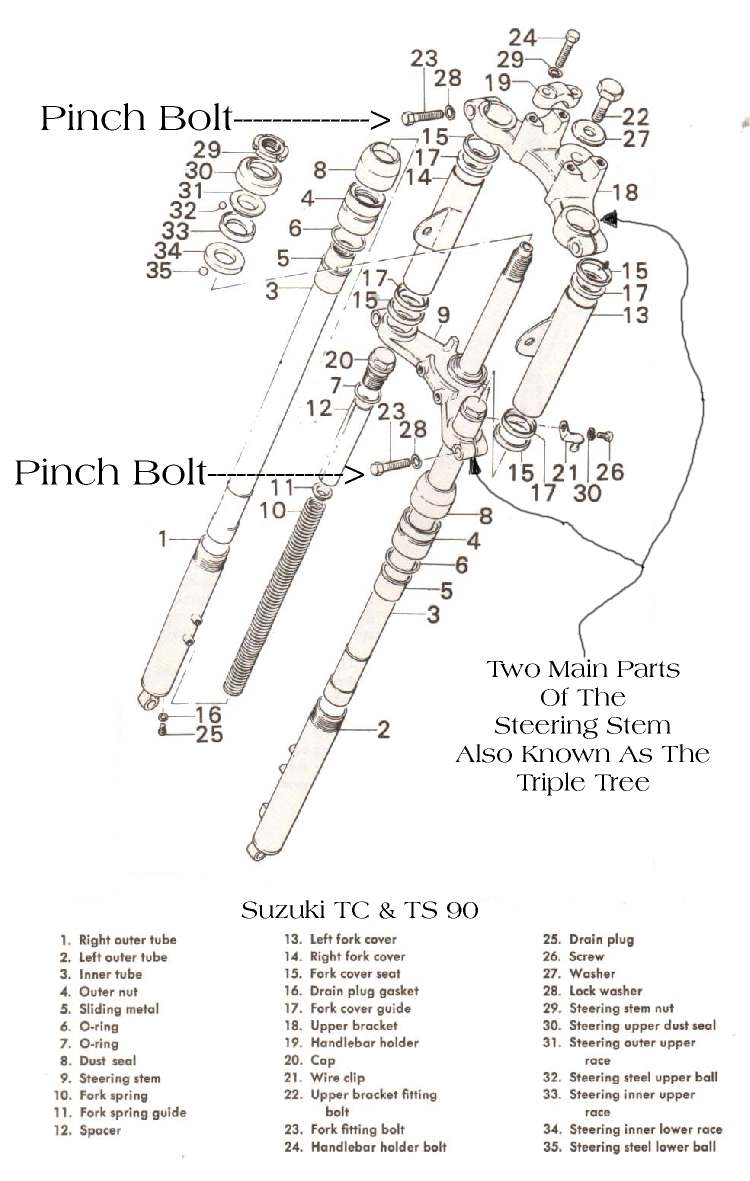 24
29
19
23
28
Pinch Bolt-------------->
22
27
15
17
14
18
29
30
31
32
33
34
35
8
4
6
5
3
17
15
9
15
17
13
20
7
12
23
28
Pinch Bolt-------------->
11
10
15
17
21
30
26
8
4
6
5
3
1
16
25
2
Two Main Parts
Of The
Steering Stem
Also Known As The
Triple Tree
Suzuki TC & TS 90
1. Right outer tube
2. Left outer tube
3. Inner tube
4. Outer nut
5. Sliding metal
6. O-ring
7. O-ring
8. Dust seal
9. Steering stem
10. Fork spring
11. Fork spring guide
12. Spacer
13. Left fork cover
14. Right fork cover
15. Fork cover seat
16. Drain plug gasket
17. Fork cover guide
18. Upper bracket
19. Handlebar holder
20. Cap
21. Wire clip
22. Upper bracket fitting
bolt
23. Fork fitting bolt
24. Handlebar holder bolt
25. Drain plug
26. Screw
27. Washer
28. Lock washer
29. Steering stem nut
30. Steering upper dust seal
31. Steering outer upper
race
32. Steering steel upper ball
33. Steering inner upper
race
34. Steering inner lower race
35. Steering steel lower ball